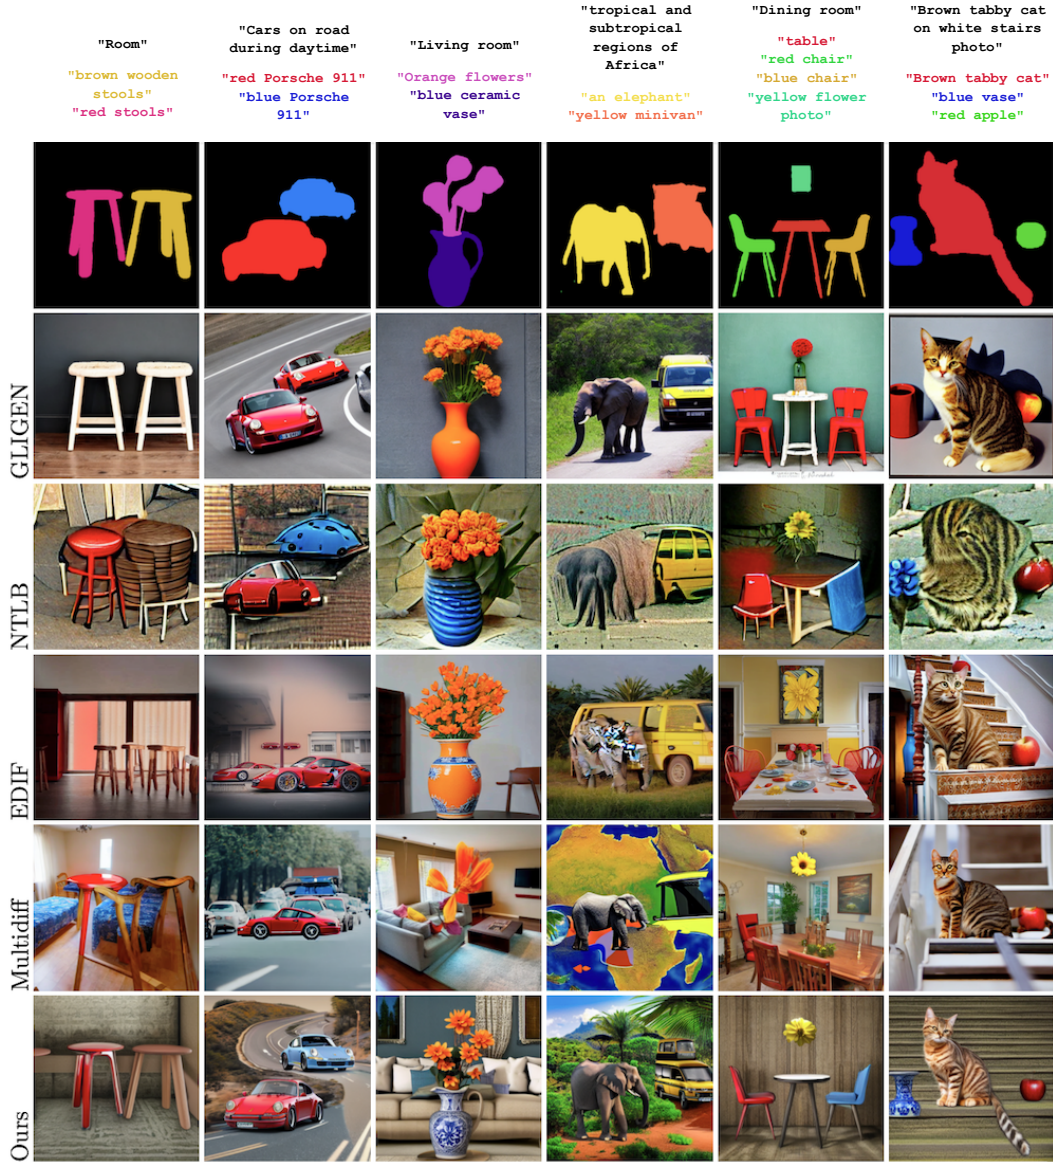 "Room"
"brown wooden
stools"
"red stools"
"Cars on road
during daytime"
"red Porsche 911"
"blue Porsche
911"
"Living room"
"Orange flowers"
"blue ceramic
vase"
"tropical and
subtropical
regions of
Africa"
"an elephant"
"yellow minivan"
"Dining room"
"table"
"red chair"
"blue chair"
"yellow flower
photo"
"Brown tabby cat
on white stairs
photo"
"Brown tabby cat"
"blue vase"
"red apple"
GLIGEN
NTLB
EDIF
Multidiff
Ours